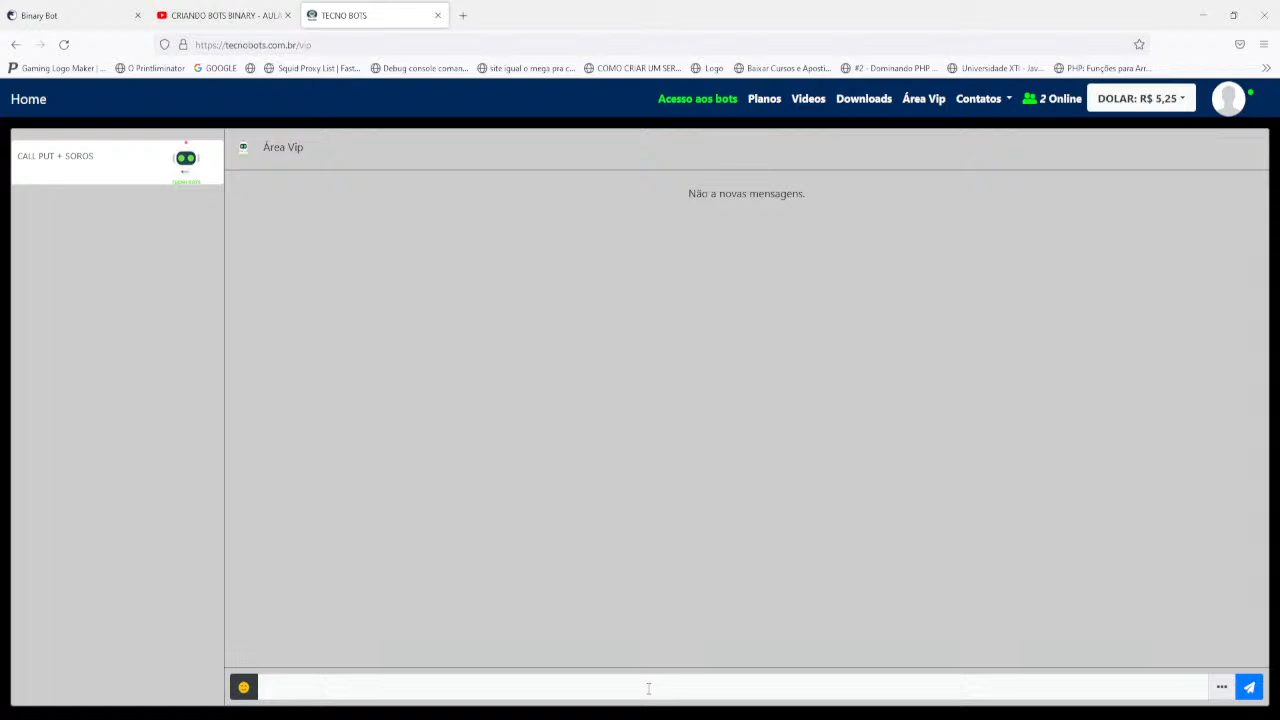 Binary Bot
CRIANDO BOTS BINARY - AUL
TECNO BOTS
https://tecnobots.com.br/vip
Gaming Logo Maker | ...
O Printliminator
GOOGLE
Squid Proxy List | Fast...
Debug console coman...
site igual o mega pra c...
COMO CRIAR UM SER...
Logo
Baixar Cursos e Aposti...
#2 - Dominando PHP ...
Universidade XTI - Jav...
PHP: Funções para Arr...
Home
Acesso aos bots
Planos
Videos
Downloads
Área Vip
Contatos
2 Online
DOLAR: R$ 5,25
CALL PUT + SOROS
TECNO BOTS
Área Vip
Não a novas mensagens.